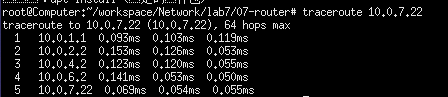 root@Computer:~/workspace/Network/lab7/07-router# traceroute 10.0.7.22
traceroute to 10.0.7.22 (10.0.7.22), 64 hops max
1 10.0.1.1 0.093ms 0.103ms 0.119ms
2 10.0.2.2 0.153ms 0.126ms 0.053ms
3 10.0.4.2 0.123ms 0.120ms 0.055ms
4 10.0.6.2 0.141ms 0.053ms 0.050ms
5 10.0.7.22 0.069ms 0.054ms 0.055ms